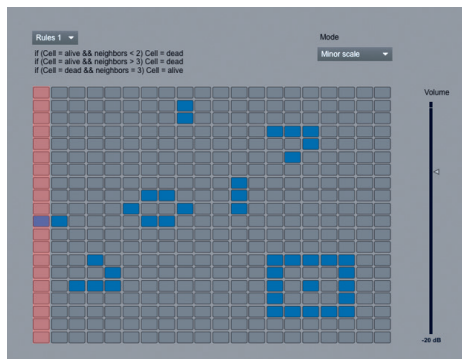 Rules 1
Mode
if (Cell = alive && neighbors < 2) Cell = dead
if (Cell = alive && neighbors > 3) Cell = dead
if (Cell = dead && neighbors = 3) Cell = alive
Minor scale
Volume
-20 dB